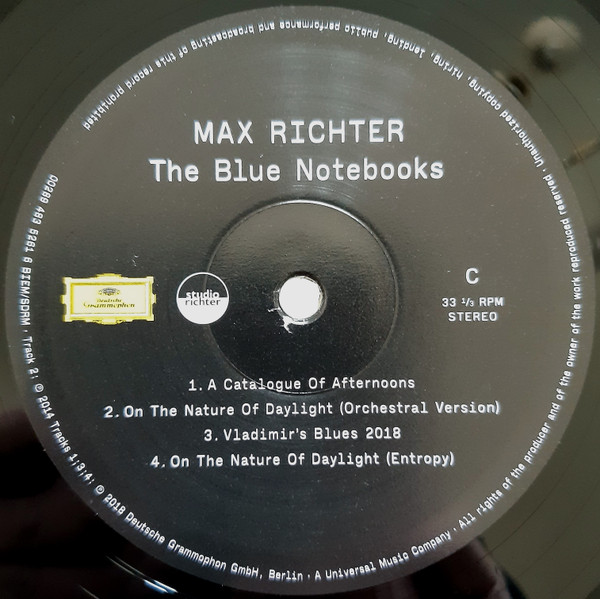 MAX RICHTER
The Blue Notebooks
Deutsche
Grammophon
studio
richter
C
33 ⅓ RPM
STEREO
1. A Catalogue Of Afternoons
2. On The Nature Of Daylight (Orchestral Version)
3. Vladimir's Blues 2018
4. On The Nature Of Daylight (Entropy)
00289 483 5261 6 BIEM/SDRM · Track 2: ℗ 2014 Tracks 1;3;4: ℗ 2018 Deutsche Grammophon GmbH, Berlin · A Universal Music Company · All rights of the producer and of the owner of the work reproduced reserved · Unauthorized copying, hiring, lending, public performance and broadcasting of this record prohibited